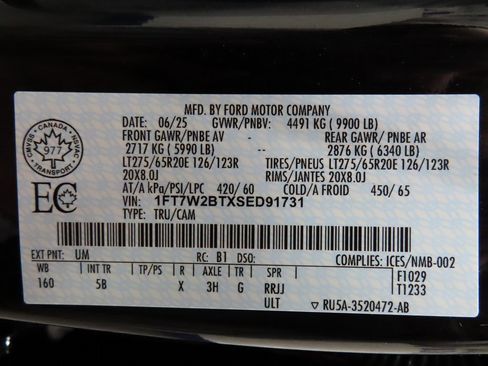 MFD. BY FORD MOTOR COMPANY
DATE: 06/25 GVWR/PNBV: 4491 KG ( 9900 LB)
FRONT GAWR/PNBE AV -- REAR GAWR/PNBE AR
2717 KG ( 5990 LB) -- 2876 KG ( 6340 LB)
LT275/65R20E 126/123R TIRES/PNEUS LT275/65R20E 126/123R
20X8.0J RIMS/JANTES 20X8.0J
AT/A kPa/PSI/LPC 420/ 60 COLD/A FROID 450/ 65
VIN: 1FT7W2BTXSED91731
TYPE: TRU/CAM
CANADA
977
TRANSPORT
CMVSS
NSVAC
EC
EXT PNT: UM RC: B1 DSO: COMPLIES: ICES/NMB-002
WB INT TR TP/PS R AXLE TR SPR F1029
160 5B X 3H G RRJJ T1233
ULT ▽ RU5A-3520472-AB